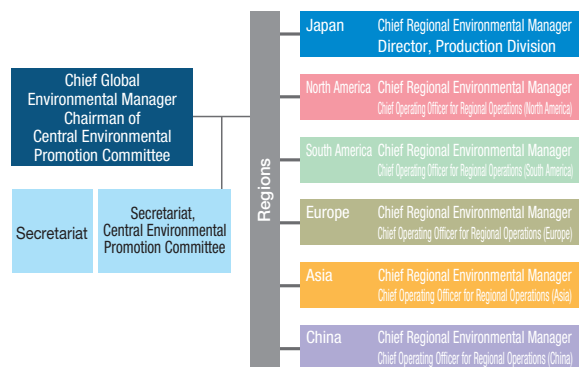 Chief Global
Environmental Manager
Chairman of
Central Environmental
Promotion Committee
Secretariat
Secretariat,
Central Environmental
Promotion Committee
Regions
Japan Chief Regional Environmental Manager
Director, Production Division
North America Chief Regional Environmental Manager
Chief Operating Officer for Regional Operations (North America)
South America Chief Regional Environmental Manager
Chief Operating Officer for Regional Operations (South America)
Europe Chief Regional Environmental Manager
Chief Operating Officer for Regional Operations (Europe)
Asia Chief Regional Environmental Manager
Chief Operating Officer for Regional Operations (Asia)
China Chief Regional Environmental Manager
Chief Operating Officer for Regional Operations (China)